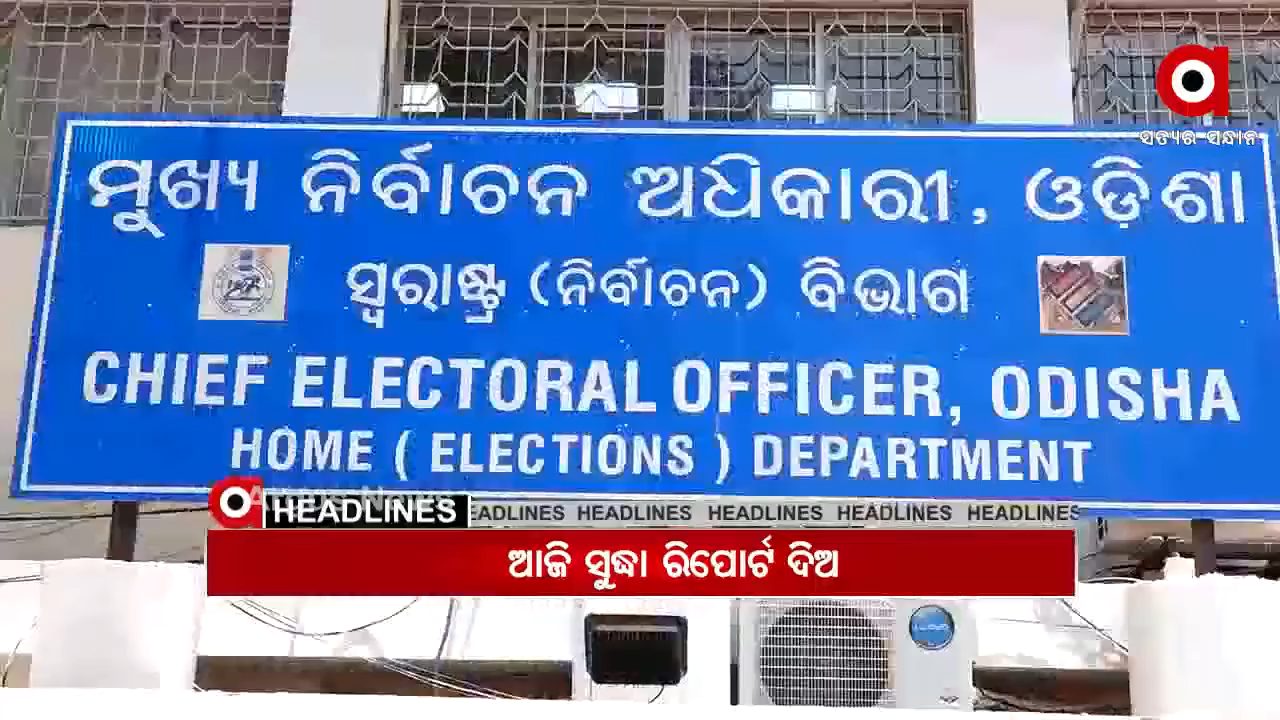 ସତ୍ୟର ସନ୍ଧାନ
ମୁଖ୍ୟ ନିର୍ବାଚନ ଅଧିକାରୀ, ଓଡ଼ିଶା
ସ୍ୱରାଷ୍ଟ୍ର (ନିର୍ବାଚନ) ବିଭାଗ
CHIEF ELECTORAL OFFICER, ODISHA
HOME ( ELECTIONS ) DEPARTMENT
HEADLINES HEADLINES HEADLINES HEADLINES HEADLINES HEADLINES
ଆଜି ସୁଦ୍ଧା ରିପୋର୍ଟ ଦିଅ